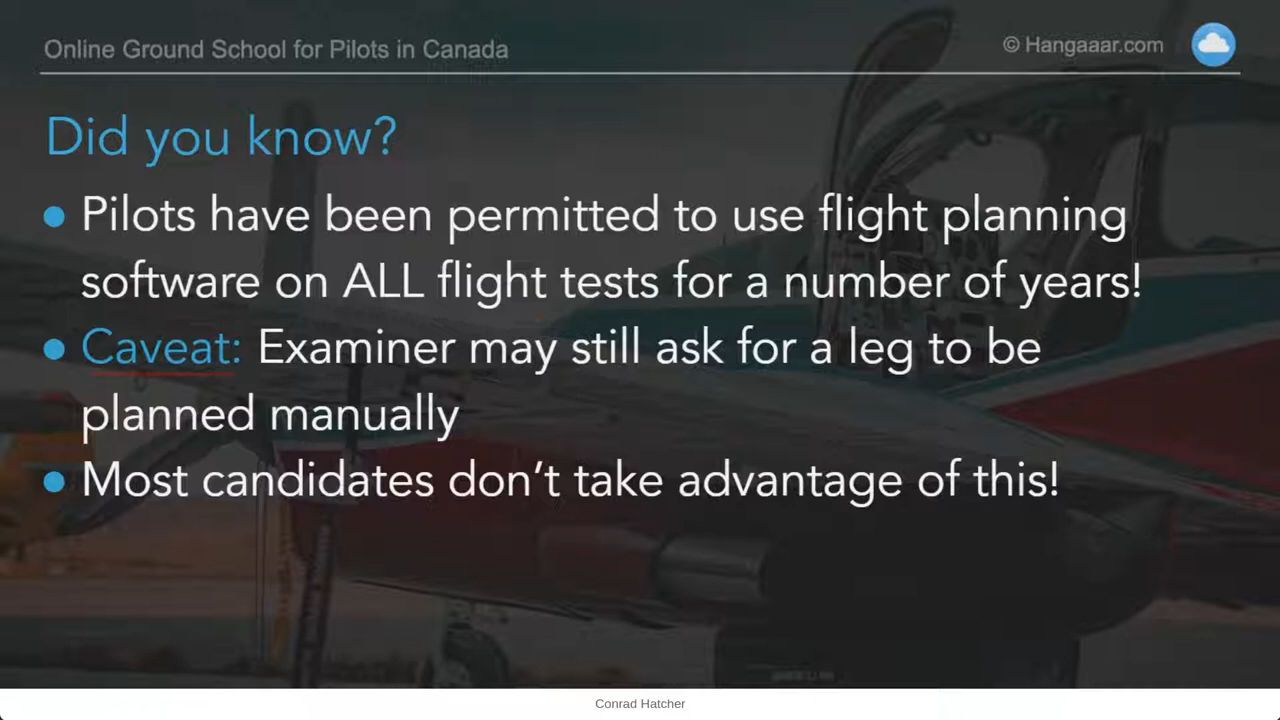 Online Ground School for Pilots in Canada
© Hangaaar.com
Did you know?
Pilots have been permitted to use flight planning
software on ALL flight tests for a number of years!
Caveat: Examiner may still ask for a leg to be
planned manually
Most candidates don’t take advantage of this!
Conrad Hatcher